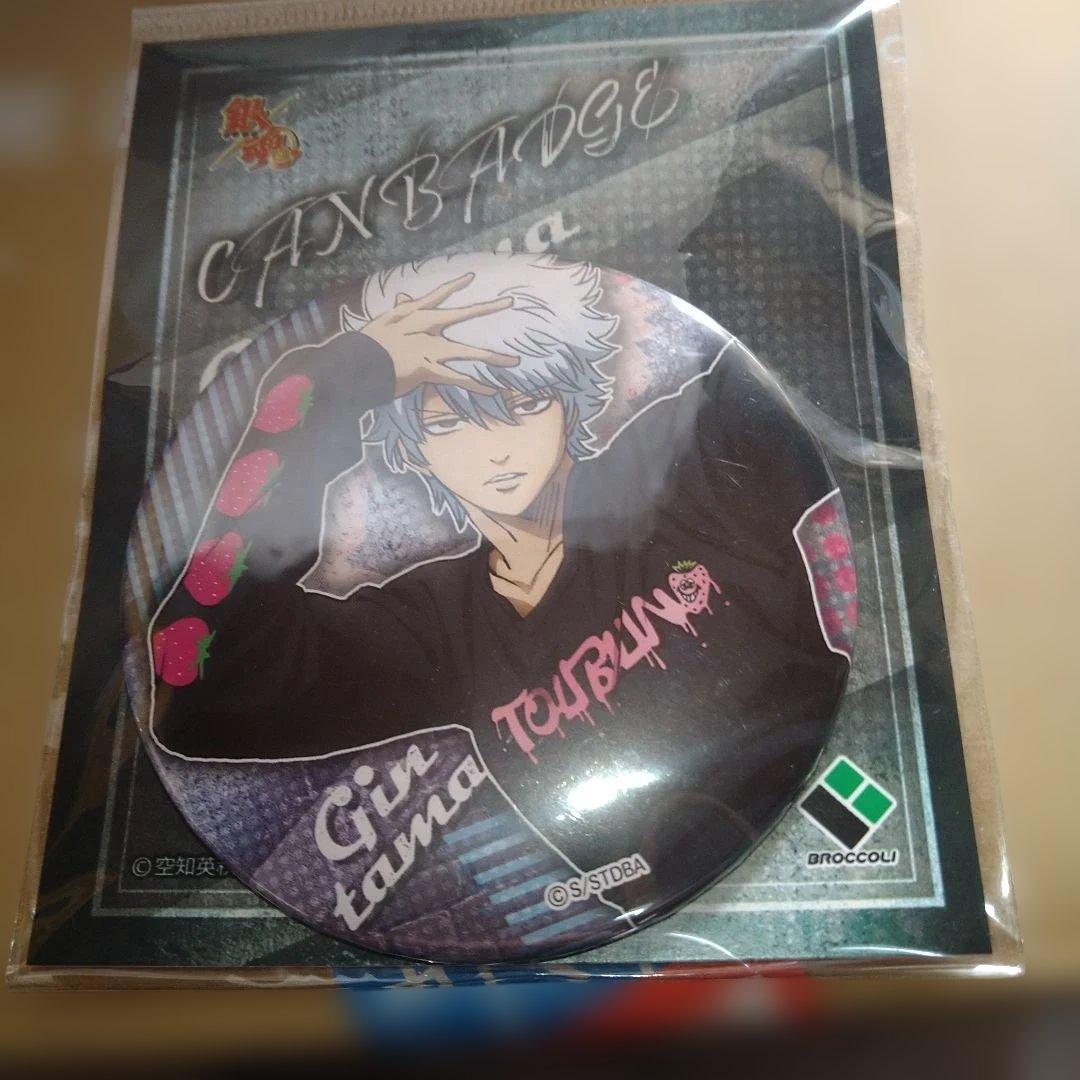 銀魂
CANBADGE
TOUBUN
Gin
tama
©S/STDBA
BROCCOLI
©空知英